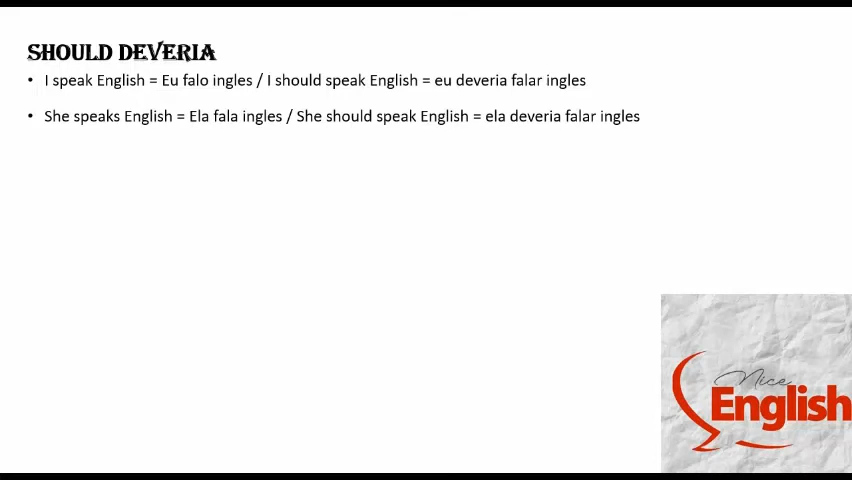 SHOULD DEVERIA
• I speak English = Eu falo ingles / I should speak English = eu deveria falar ingles
• She speaks English = Ela fala ingles / She should speak English = ela deveria falar ingles
Nice
English